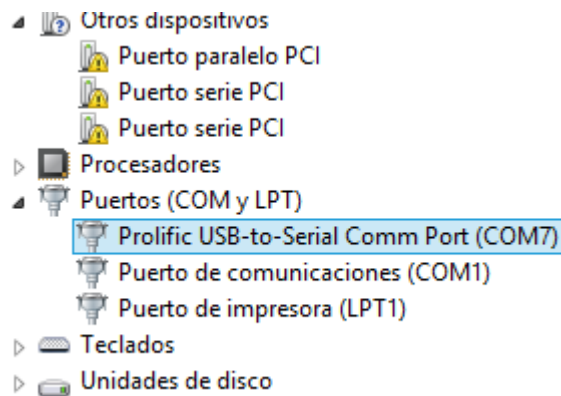 Otros dispositivos
Puerto paralelo PCI
Puerto serie PCI
Puerto serie PCI
Procesadores
Puertos (COM y LPT)
Prolific USB-to-Serial Comm Port (COM7)
Puerto de comunicaciones (COM1)
Puerto de impresora (LPT1)
Teclados
Unidades de disco